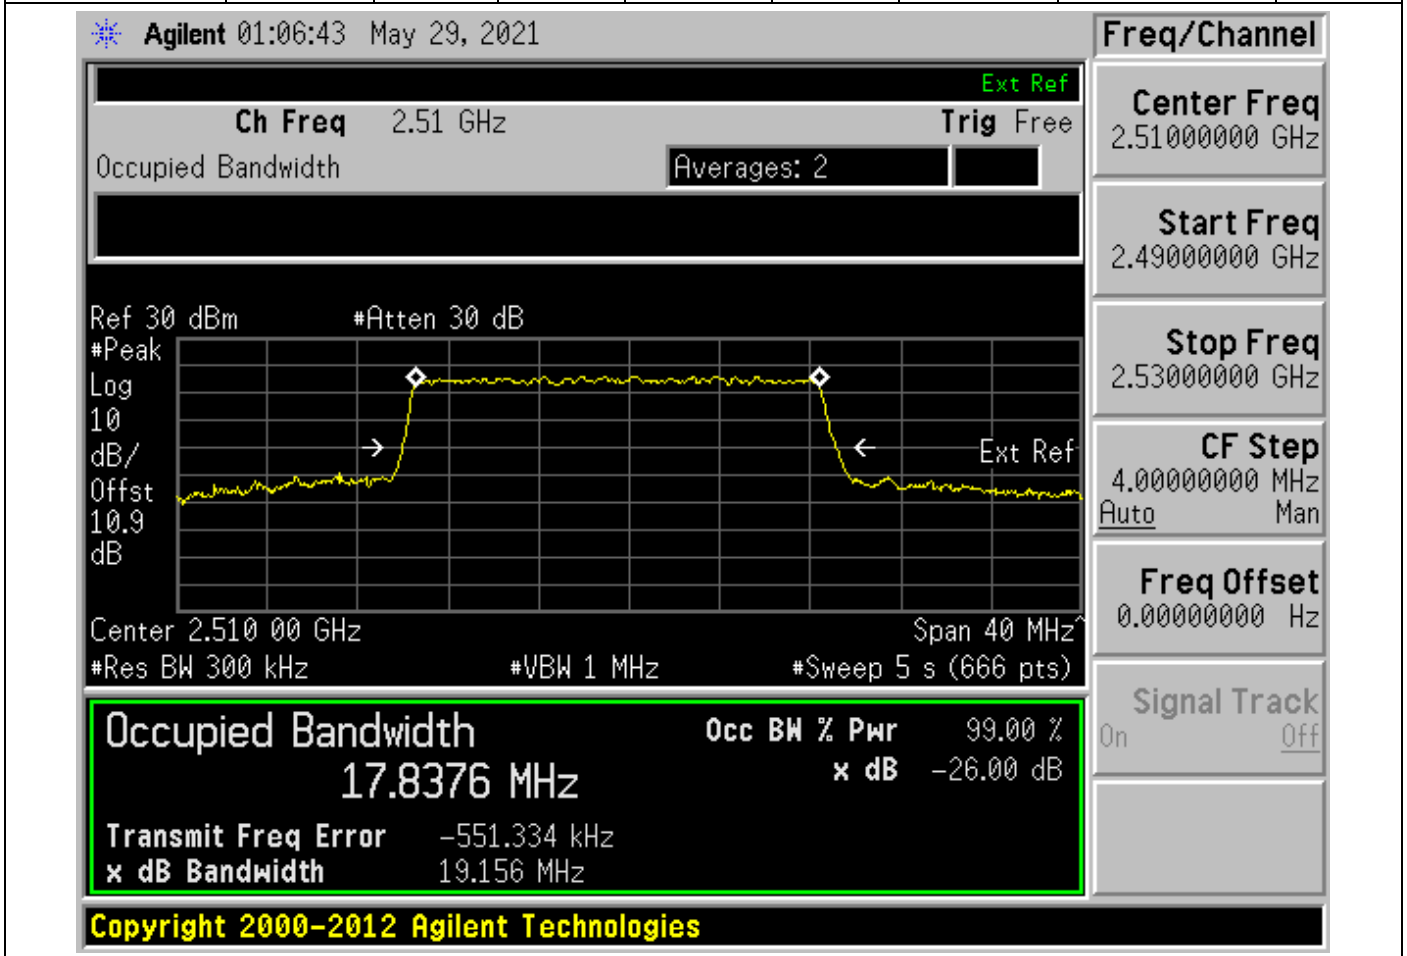 Agilent 01:06:43 May 29, 2021
Ext Ref
Ch Freq 2.51 GHz Trig Free
Occupied Bandwidth Averages: 2
Ref 30 dBm #Atten 30 dB
#Peak
Log
10
dB/
Offst
10.9
dB
Ext Ref
Center 2.510 00 GHz Span 40 MHz^
#Res BW 300 kHz #VBW 1 MHz #Sweep 5 s (666 pts)
Occupied Bandwidth Occ BW % Pwr 99.00 %
17.8376 MHz x dB -26.00 dB
Transmit Freq Error -551.334 kHz
x dB Bandwidth 19.156 MHz
Copyright 2000-2012 Agilent Technologies
Freq/Channel
Center Freq
2.51000000 GHz
Start Freq
2.49000000 GHz
Stop Freq
2.53000000 GHz
CF Step
4.00000000 MHz
Auto Man
Freq Offset
0.00000000 Hz
Signal Track
On Off